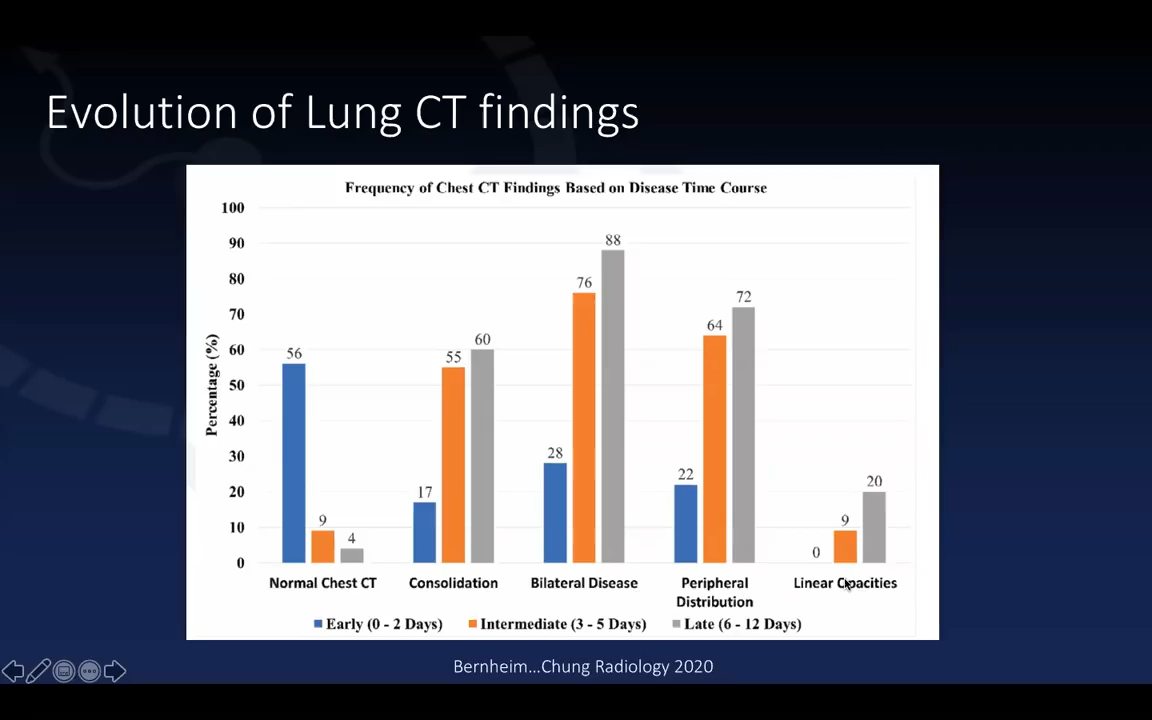 Evolution of Lung CT findings
Frequency of Chest CT Findings Based on Disease Time Course
Percentage (%)
100
90
80
70
60
50
40
30
20
10
0
56
9
4
17
55
60
28
76
88
22
64
72
0
9
20
Normal Chest CT
Consolidation
Bilateral Disease
Peripheral
Distribution
Linear Opacities
Early (0 - 2 Days)
Intermediate (3 - 5 Days)
Late (6 - 12 Days)
Bernheim...Chung Radiology 2020